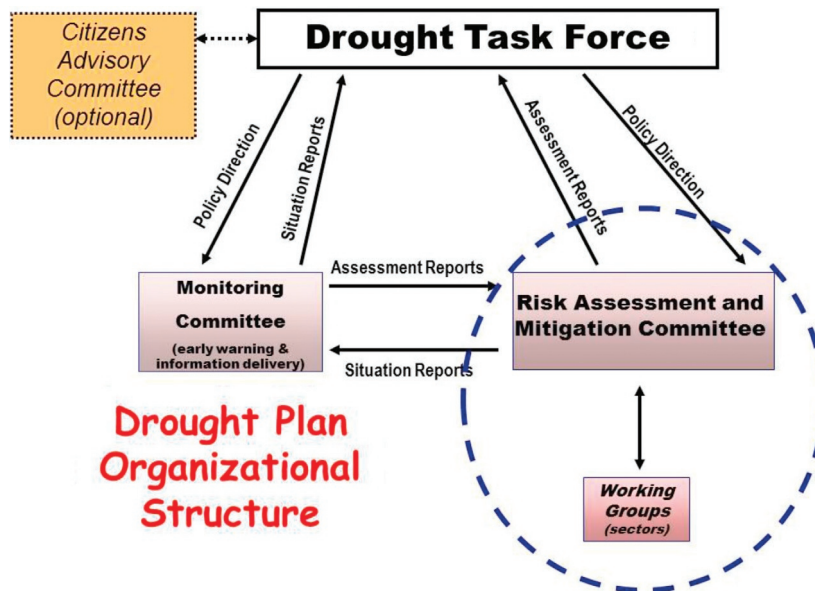 Citizens
Advisory
Committee
(optional)
Drought Task Force
Policy Direction
Situation Reports
Assessment Reports
Policy Direction
Monitoring
Committee
(early warning &
information delivery)
Assessment Reports
Situation Reports
Risk Assessment and
Mitigation Committee
Drought Plan
Organizational
Structure
Working
Groups
(sectors)